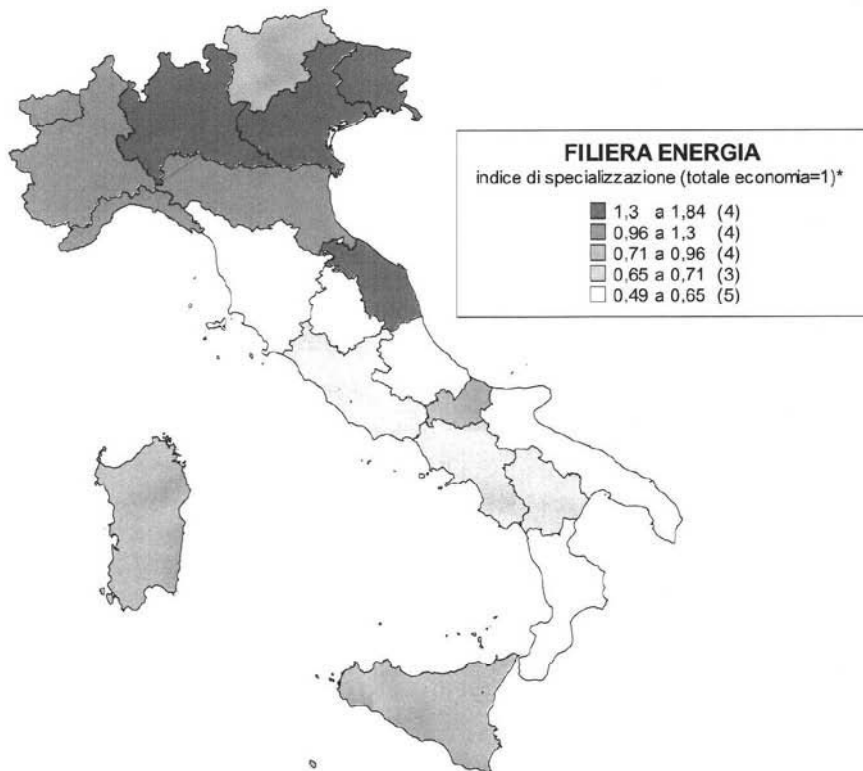 FILIERA ENERGIA
indice di specializzazione (totale economia=1)*
1,3 a 1,84 (4)
0,96 a 1,3 (4)
0,71 a 0,96 (4)
0,65 a 0,71 (3)
0,49 a 0,65 (5)